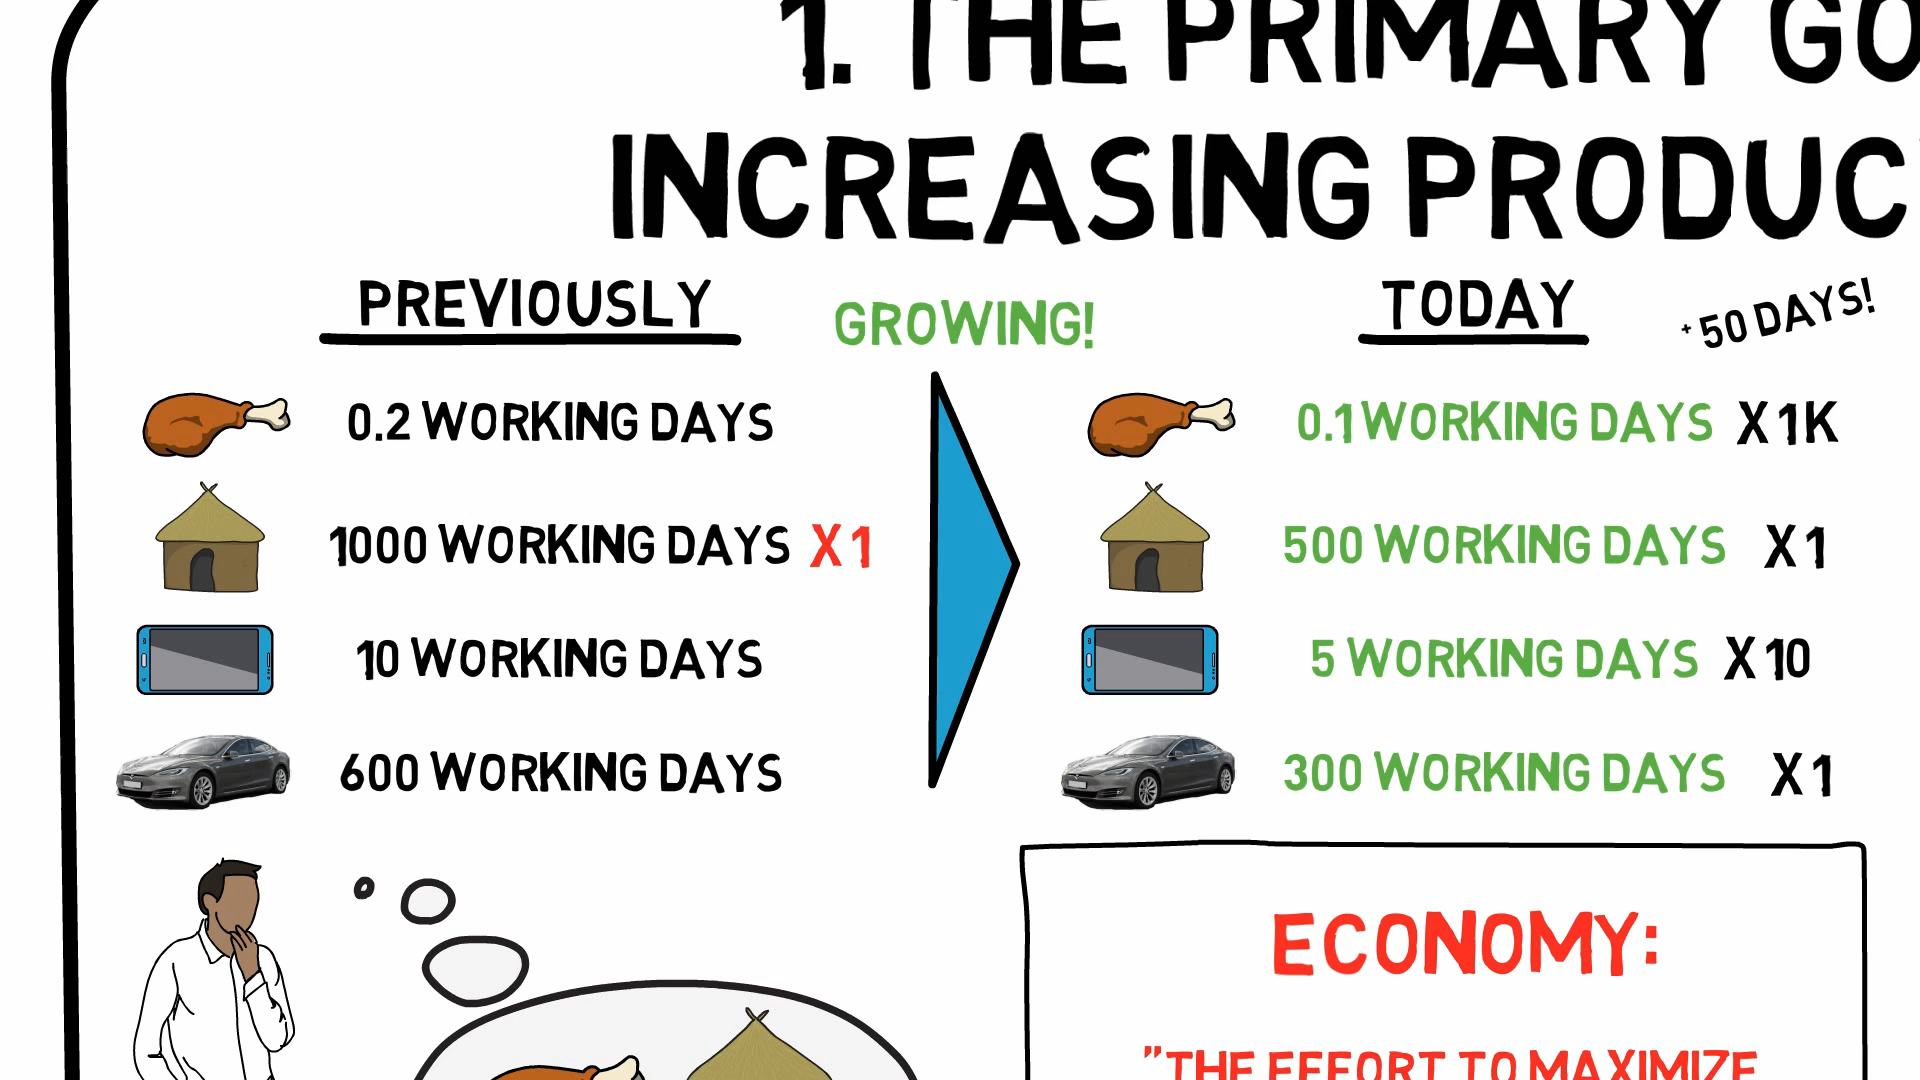 1. THE PRIMARY
INCREASING
PREVIOUSLY
GROWING!
TODAY
+50 DAYS!
0.2 WORKING DAYS
0.1 WORKING DAYS X 1K
1000 WORKING DAYS X 1
500 WORKING DAYS X 1
10 WORKING DAYS
5 WORKING DAYS X 10
600 WORKING DAYS
300 WORKING DAYS X 1
ECONOMY:
"THE EFFORT TO MAXIMIZE